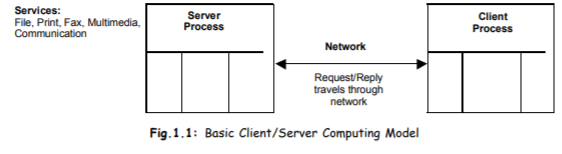 Services:
File, Print, Fax, Multimedia,
Communication
Server
Process
Network
Request/Reply
travels through
network
Client
Process
Fig.1.1: Basic Client/Server Computing Model